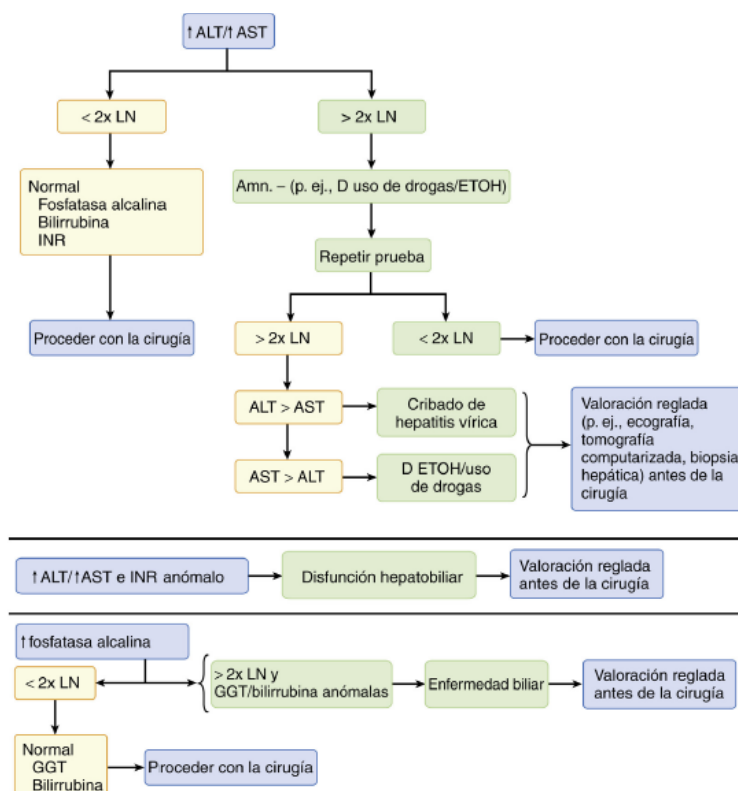 ↑ALT/↑AST
< 2x LN
> 2x LN
Normal
Fosfatasa alcalina
Bilirrubina
INR
Amn. – (p. ej., D uso de drogas/ETOH)
Repetir prueba
Proceder con la cirugía
> 2x LN
< 2x LN
Proceder con la cirugía
ALT > AST
Cribado de
hepatitis vírica
AST > ALT
D ETOH/uso
de drogas
Valoración reglada
(p. ej., ecografía,
tomografía
computarizada, biopsia
hepática) antes de la
cirugía
↑ALT/↑AST e INR anómalo
Disfunción hepatobiliar
Valoración reglada
antes de la cirugía
↑fosfatasa alcalina
< 2x LN
> 2x LN y
GGT/bilirrubina anómalas
Enfermedad biliar
Valoración reglada
antes de la cirugía
Normal
GGT
Bilirrubina
Proceder con la cirugía